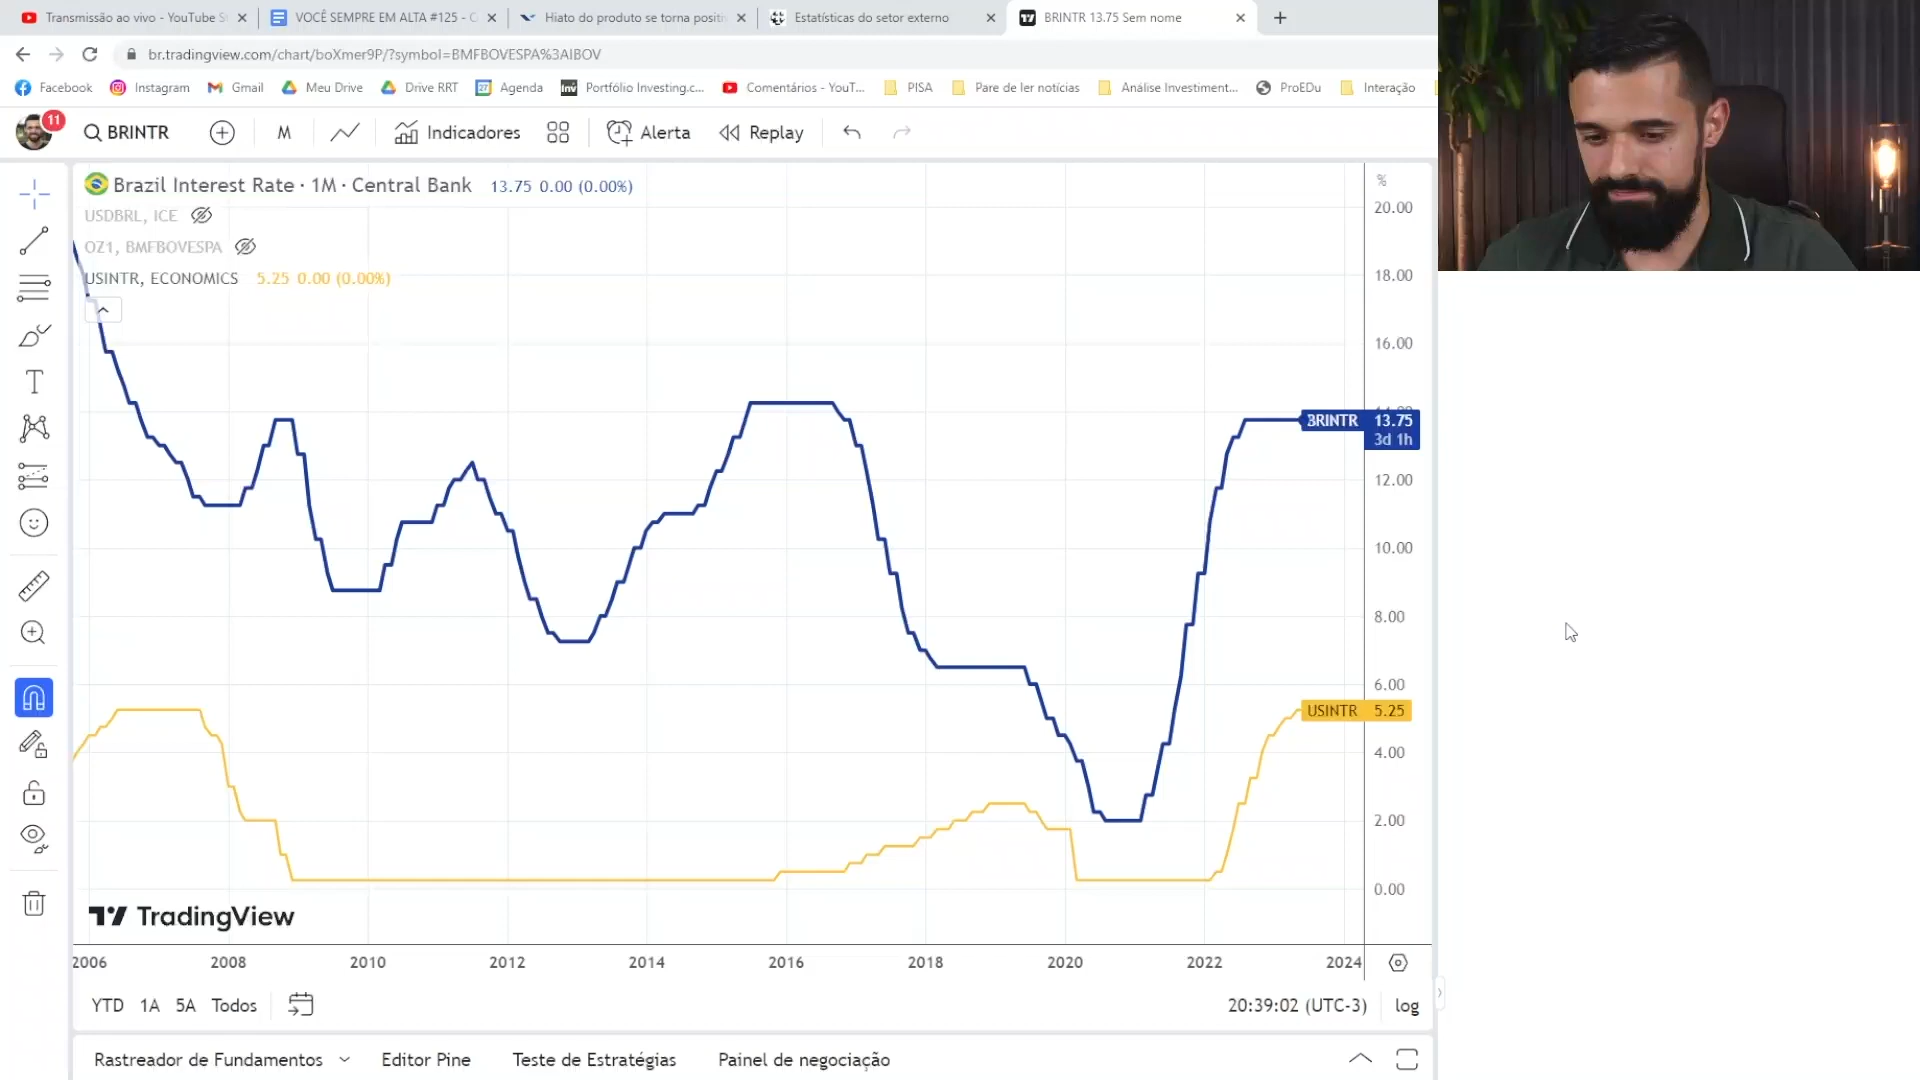 Transmissão ao vivo - YouTube S
VOCÊ SEMPRE EM ALTA #125 - C
Hiato do produto se torna positi
Estatísticas do setor externo
BRINTR 13.75 Sem nome
br.tradingview.com/chart/boXmer9P/?symbol=BMFBOVESPA%3AIBOV
Facebook
Instagram
Gmail
Meu Drive
Drive RRT
27
Agenda
Inv
Portfólio Investing.c...
Comentários - YouT...
PISA
Pare de ler notícias
Análise Investiment...
ProEDu
Interação
11
BRINTR
M
Indicadores
Alerta
Replay
Brazil Interest Rate · 1M · Central Bank
13.75 0.00 (0.00%)
USDBRL, ICE
OZ1, BMFBOVESPA
USINTR, ECONOMICS
5.25 0.00 (0.00%)
%
20.00
18.00
16.00
14.00
BRINTR 13.75
3d 1h
12.00
10.00
8.00
6.00
USINTR 5.25
4.00
2.00
0.00
TradingView
2006
2008
2010
2012
2014
2016
2018
2020
2022
2024
YTD
1A
5A
Todos
20:39:02 (UTC-3)
log
Rastreador de Fundamentos
Editor Pine
Teste de Estratégias
Painel de negociação